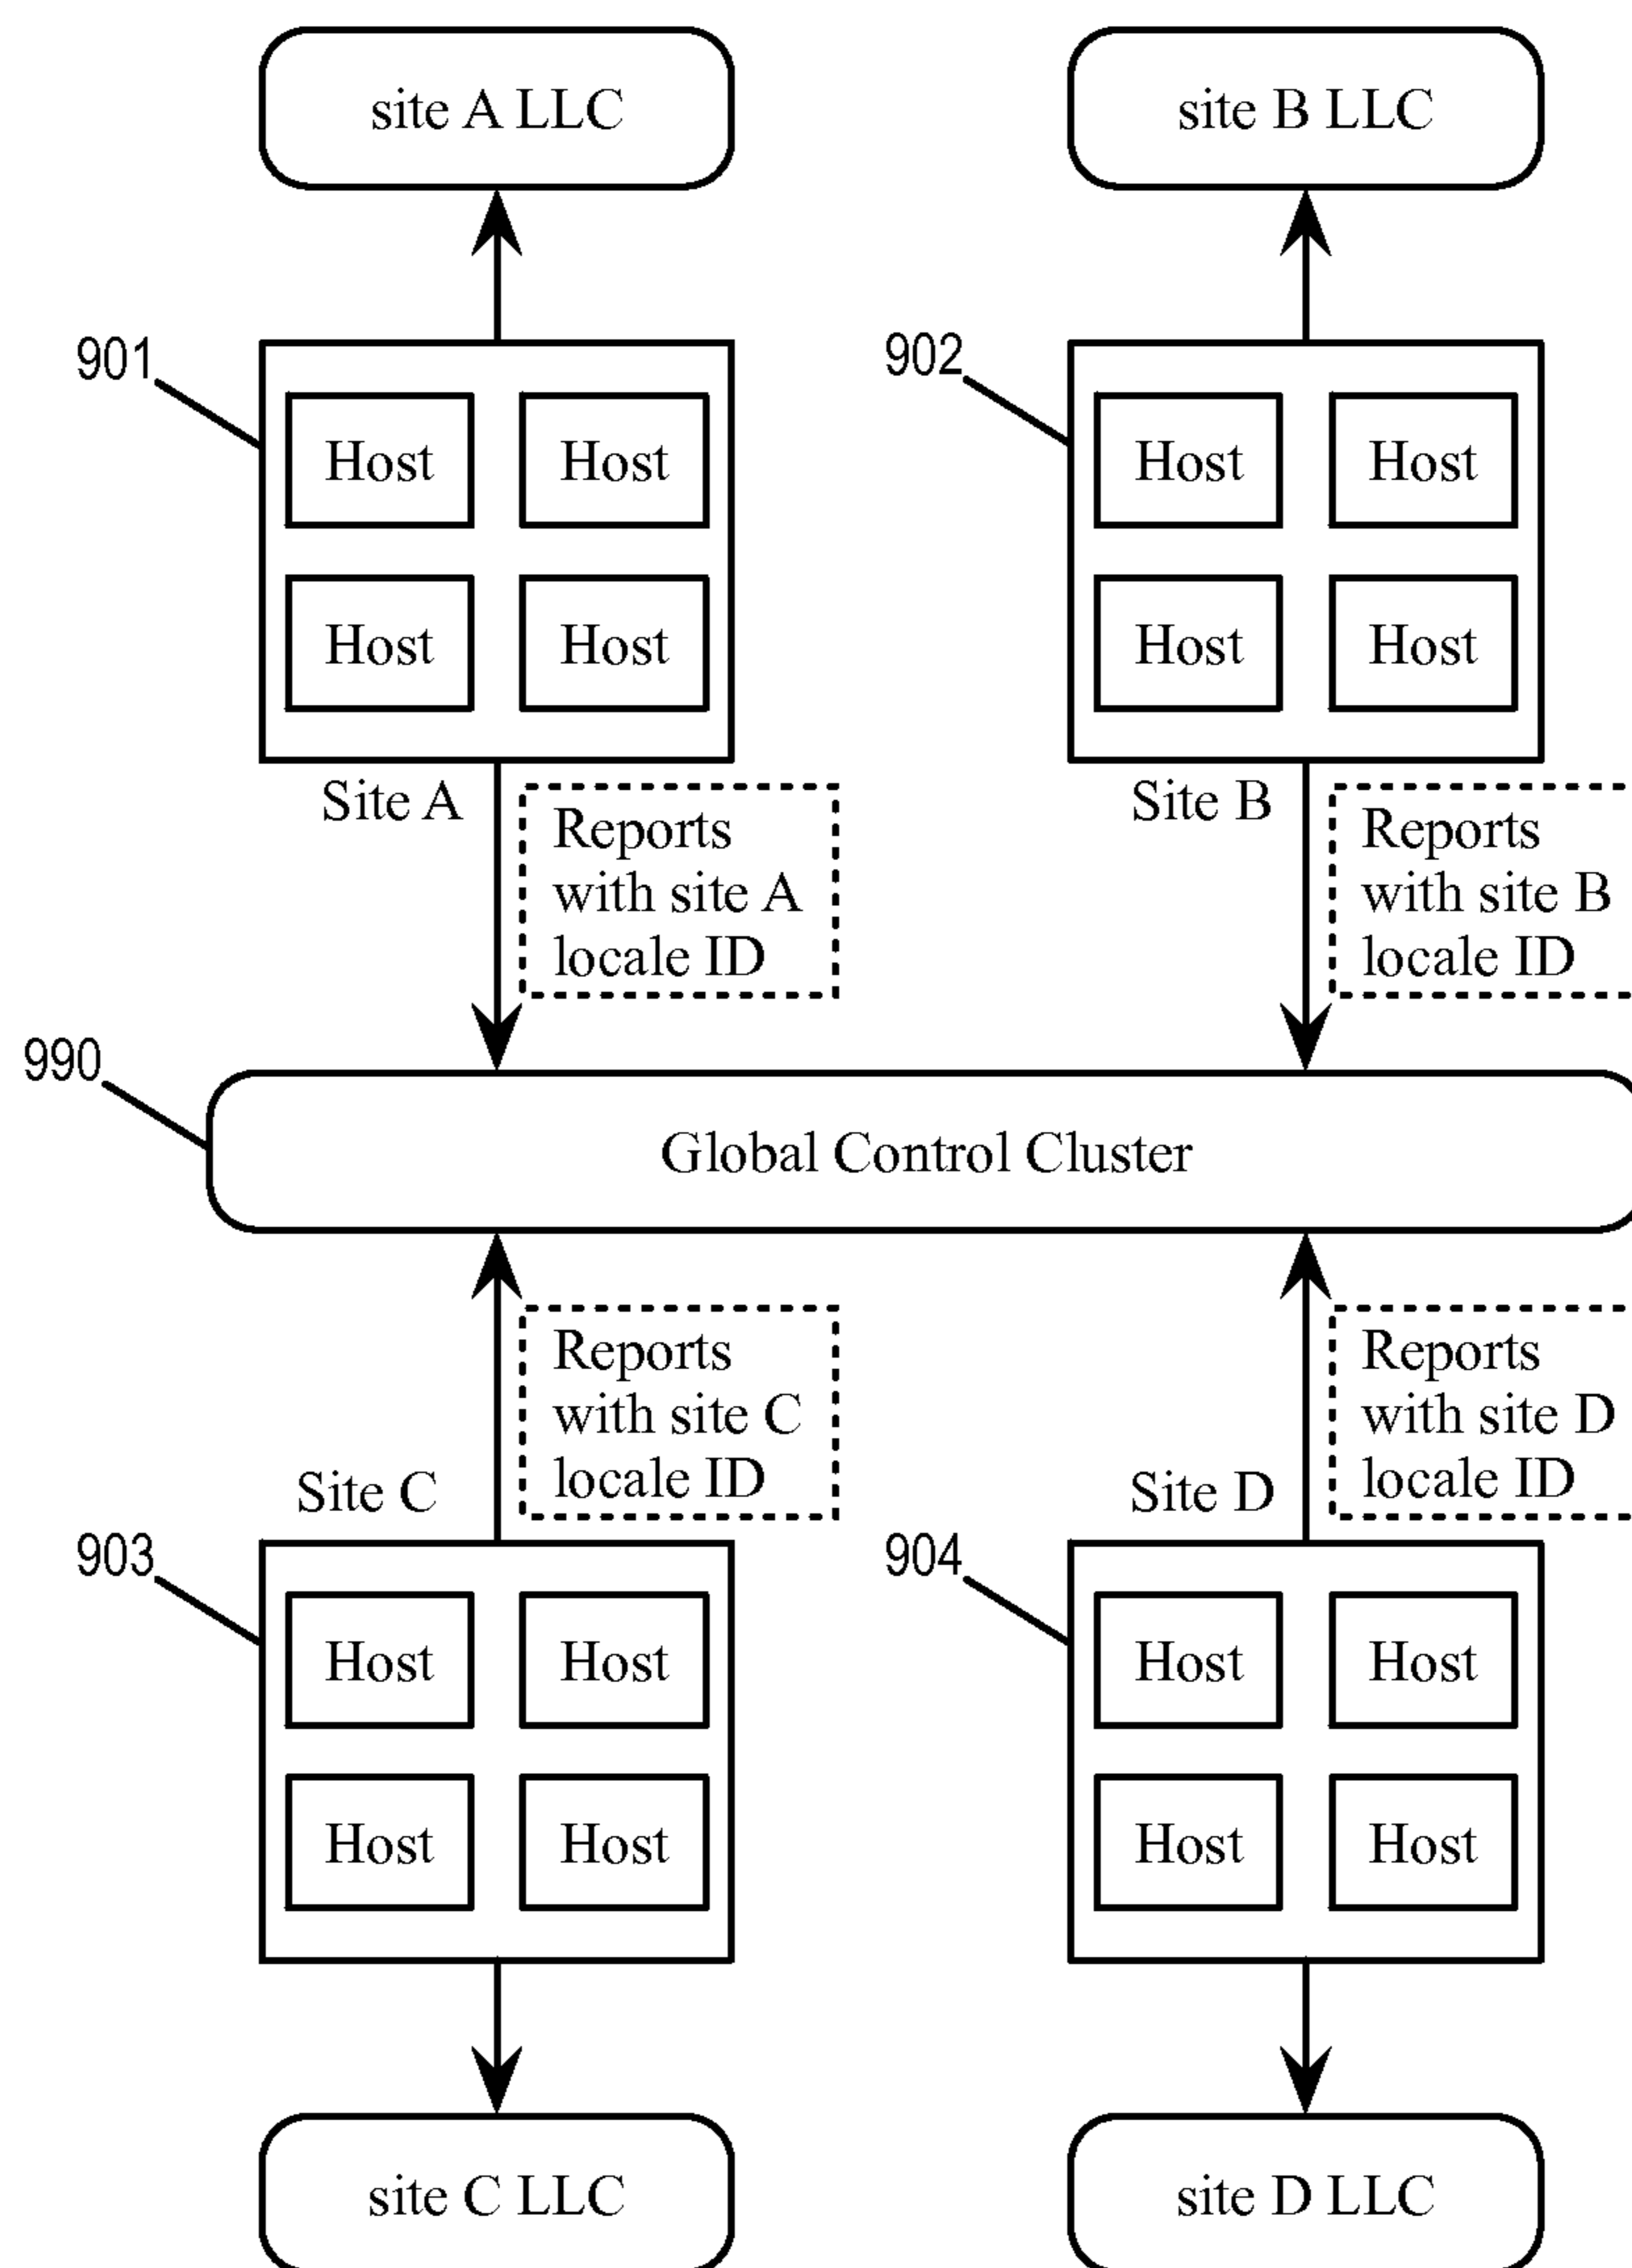 site A LLC
site B LLC
901
902
Host Host
Host Host
Host Host
Host Host
Site A
Reports
with site A
locale ID
Site B
Reports
with site B
locale ID
990
Global Control Cluster
Reports
with site C
locale ID
Site C
Reports
with site D
locale ID
Site D
903
904
Host Host
Host Host
Host Host
Host Host
site C LLC
site D LLC